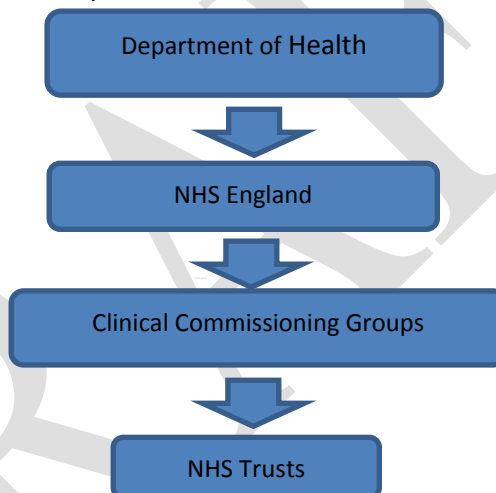 Department of Health
NHS England
Clinical Commissioning Groups
NHS Trusts